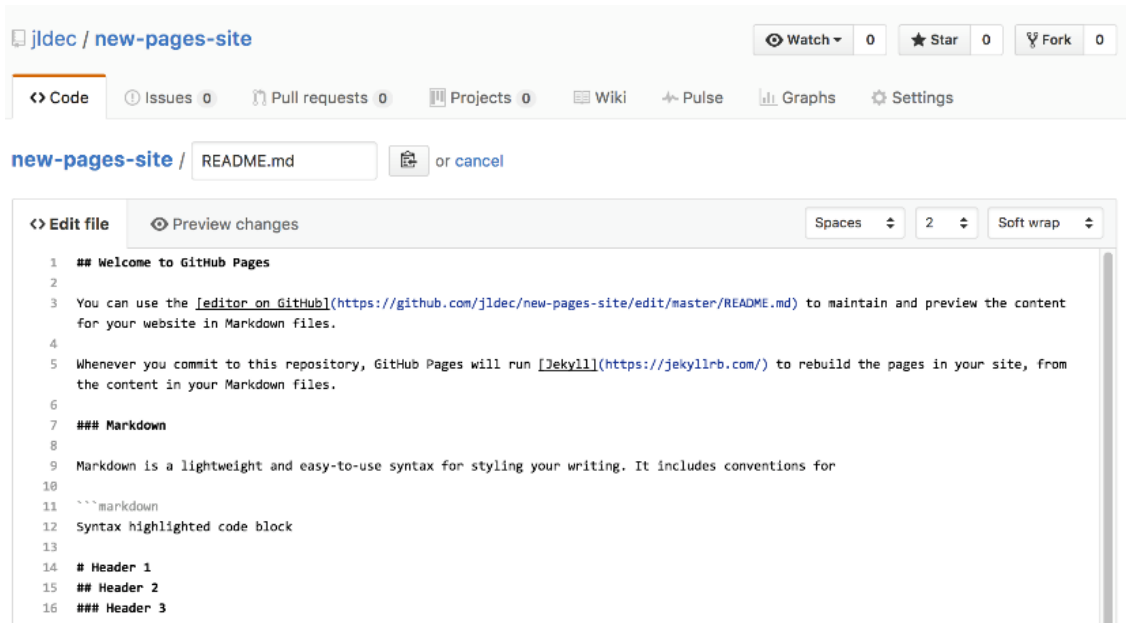 jldec / new-pages-site
Watch 0 Star 0 Fork 0
Code Issues 0 Pull requests 0 Projects 0 Wiki Pulse Graphs Settings
new-pages-site / README.md or cancel
Edit file Preview changes Spaces 2 Soft wrap
1 ## Welcome to GitHub Pages
2
3 You can use the [editor on GitHub](https://github.com/jldec/new-pages-site/edit/master/README.md) to maintain and preview the content
for your website in Markdown files.
4
5 Whenever you commit to this repository, GitHub Pages will run [Jekyll](https://jekyllrb.com/) to rebuild the pages in your site, from
the content in your Markdown files.
6
7 ### Markdown
8
9 Markdown is a lightweight and easy-to-use syntax for styling your writing. It includes conventions for
10
11 ```markdown
12 Syntax highlighted code block
13
14 # Header 1
15 ## Header 2
16 ### Header 3